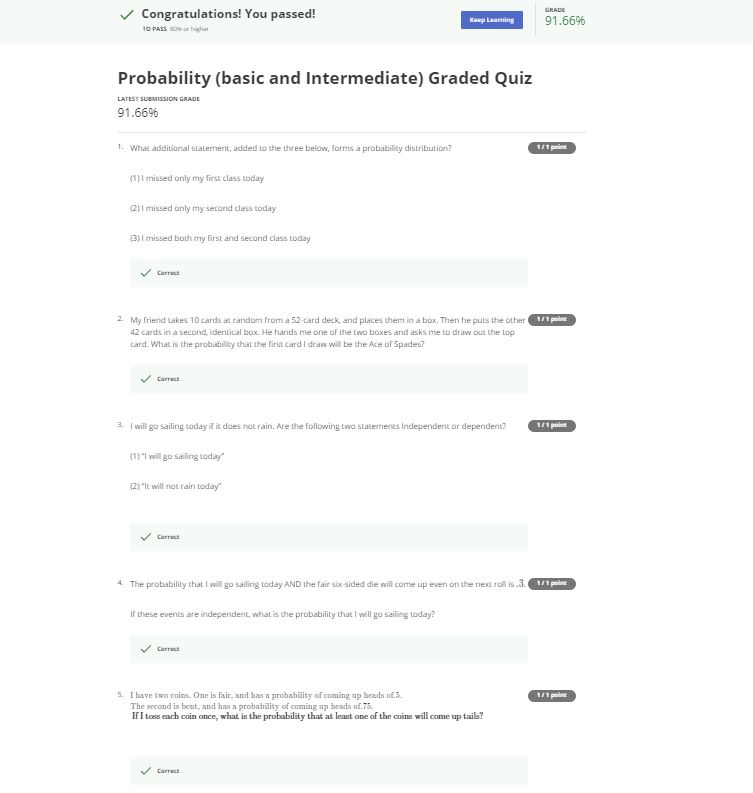 Congratulations! You passed!
TO PASS 80% or higher
Keep Learning
GRADE
91.66%
Probability (basic and Intermediate) Graded Quiz
LATEST SUBMISSION GRADE
91.66%
1. What additional statement, added to the three below, forms a probability distribution?
1 / 1 point
(1) I missed only my first class today
(2) I missed only my second class today
(3) I missed both my first and second class today
Correct
2. My friend takes 10 cards at random from a 52-card deck, and places them in a box. Then he puts the other
1 / 1 point
42 cards in a second, identical box. He hands me one of the two boxes and asks me to draw out the top
card. What is the probability that the first card I draw will be the Ace of Spades?
Correct
3. I will go sailing today if it does not rain. Are the following two statements Independent or dependent?
1 / 1 point
(1) "I will go sailing today"
(2) "It will not rain today"
Correct
4. The probability that I will go sailing today AND the fair six-sided die will come up even on the next roll is .3.
1 / 1 point
If these events are independent, what is the probability that I will go sailing today?
Correct
5. I have two coins. One is fair, and has a probability of coming up heads of.5.
1 / 1 point
The second is bent, and has a probability of coming up heads of.75.
If I toss each coin once, what is the probability that at least one of the coins will come up tails?
Correct